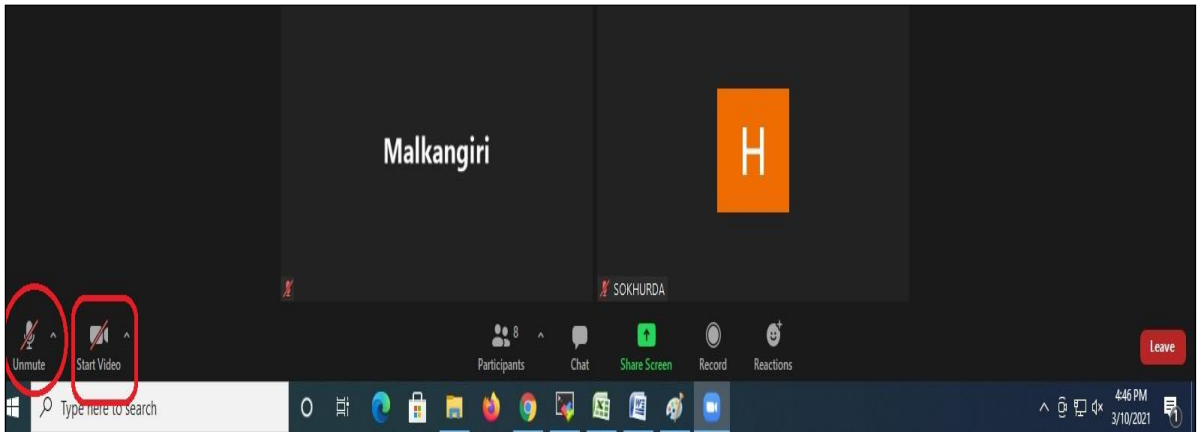 Malkangiri
H
SOKHURDA
8
Unmute
Start Video
Participants
Chat
Share Screen
Record
Reactions
Leave
Type here to search
4:46 PM
3/10/2021
1